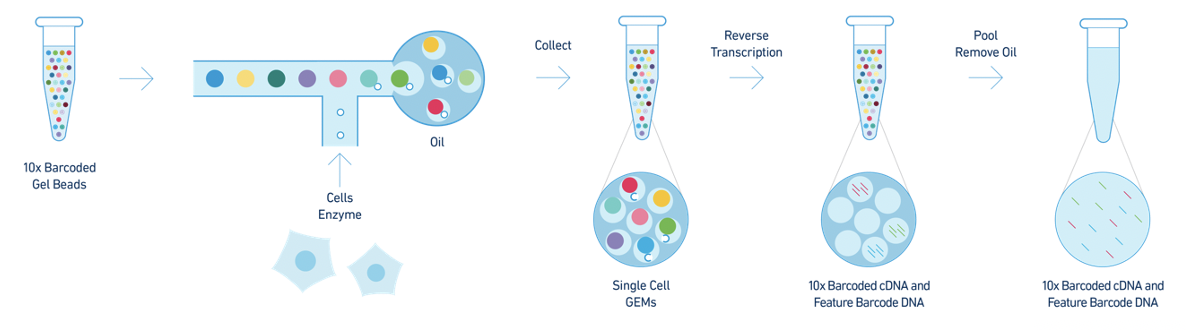 10x Barcoded
Gel Beads
Cells
Enzyme
Oil
Collect
Single Cell
GEMs
Reverse
Transcription
10x Barcoded cDNA and
Feature Barcode DNA
Pool
Remove Oil
10x Barcoded cDNA and
Feature Barcode DNA